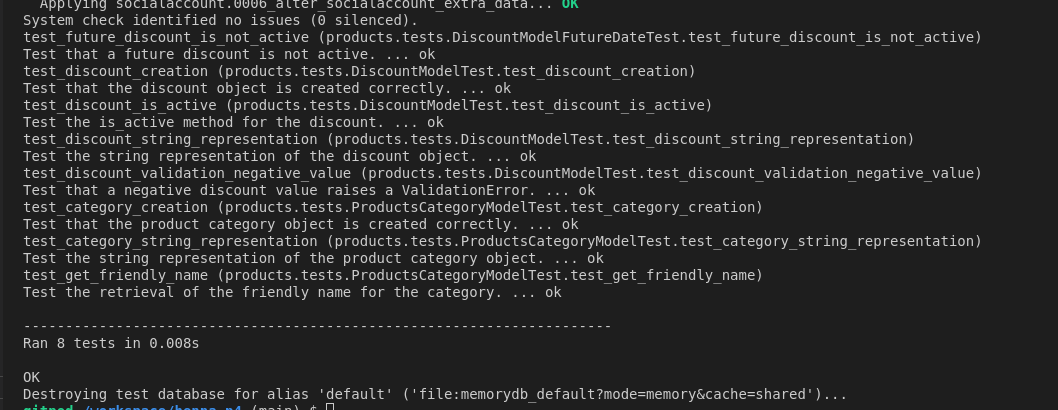 Applying socialaccount.0006_alter_socialaccount_extra_data... OK
System check identified no issues (0 silenced).
test_future_discount_is_not_active (products.tests.DiscountModelFutureDateTest.test_future_discount_is_not_active)
Test that a future discount is not active. ... ok
test_discount_creation (products.tests.DiscountModelTest.test_discount_creation)
Test that the discount object is created correctly. ... ok
test_discount_is_active (products.tests.DiscountModelTest.test_discount_is_active)
Test the is_active method for the discount. ... ok
test_discount_string_representation (products.tests.DiscountModelTest.test_discount_string_representation)
Test the string representation of the discount object. ... ok
test_discount_validation_negative_value (products.tests.DiscountModelTest.test_discount_validation_negative_value)
Test that a negative discount value raises a ValidationError. ... ok
test_category_creation (products.tests.ProductsCategoryModelTest.test_category_creation)
Test that the product category object is created correctly. ... ok
test_category_string_representation (products.tests.ProductsCategoryModelTest.test_category_string_representation)
Test the string representation of the product category object. ... ok
test_get_friendly_name (products.tests.ProductsCategoryModelTest.test_get_friendly_name)
Test the retrieval of the friendly name for the category. ... ok
----------------------------------------------------------------------
Ran 8 tests in 0.008s
OK
Destroying test database for alias 'default' ('file:memorydb_default?mode=memory&cache=shared')...
gitpod /workspace/ (main) $